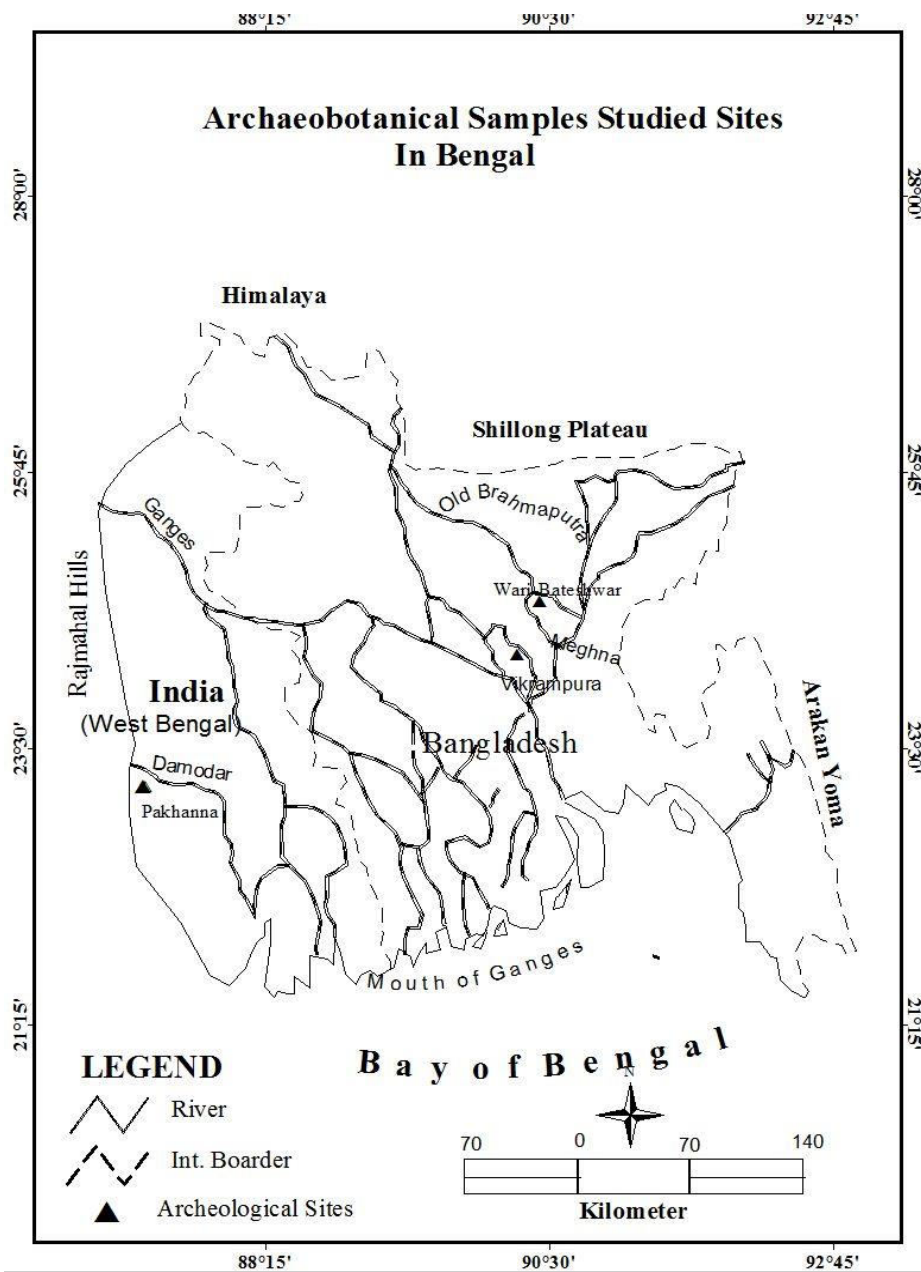 88°15'
90°30'
92°45'
Archaeobotanical Samples Studied Sites
In Bengal
28°00'
28°00'
Himalaya
Shillong Plateau
25°45'
25°45'
Ganges
Old Brahmaputra
Rajmahal Hills
Wari-Bateshwar
Meghna
Vikrampura
India
(West Bengal)
Bangladesh
Arakan Yoma
23°30'
23°30'
Damodar
Pakhanna
Mouth of Ganges
21°15'
21°15'
Bay of Bengal
LEGEND
River
Int. Boarder
Archeological Sites
N
70 0 70 140
Kilometer
88°15'
90°30'
92°45'